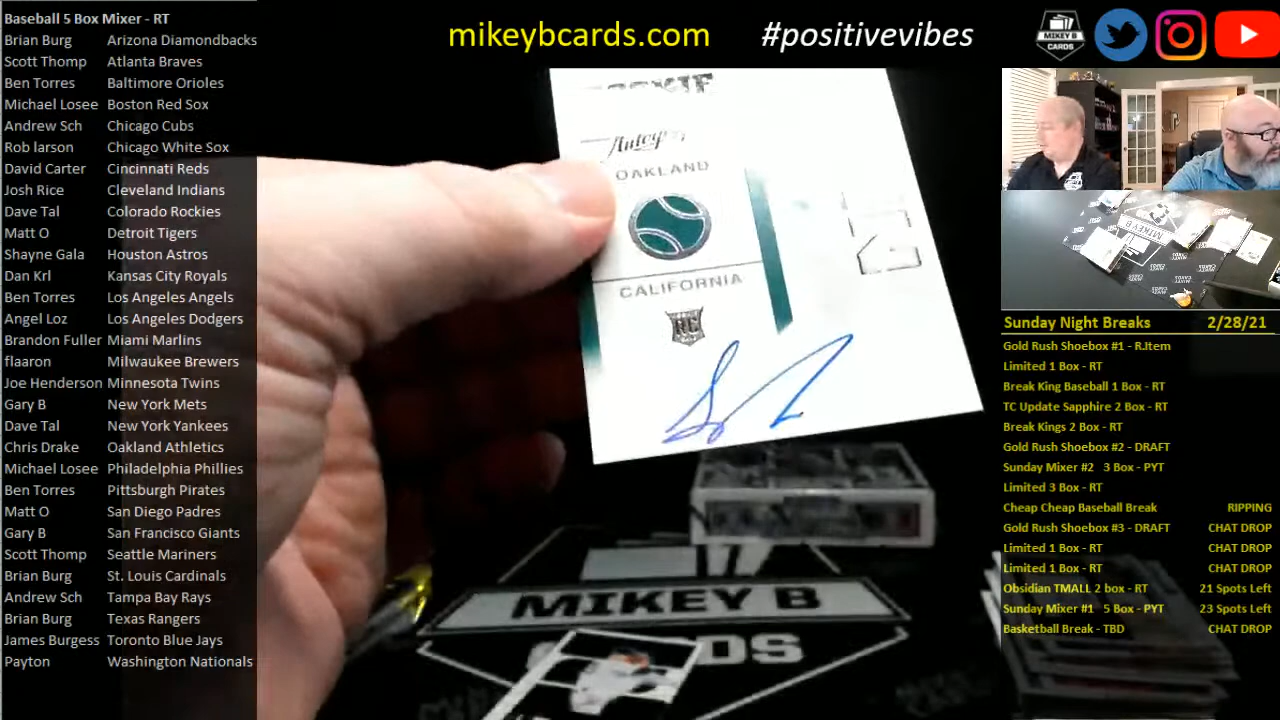 Baseball 5 Box Mixer - RT
Brian Burg Arizona Diamondbacks
Scott Thomp Atlanta Braves
Ben Torres Baltimore Orioles
Michael Losee Boston Red Sox
Andrew Sch Chicago Cubs
Rob larson Chicago White Sox
David Carter Cincinnati Reds
Josh Rice Cleveland Indians
Dave Tal Colorado Rockies
Matt O Detroit Tigers
Shayne Gala Houston Astros
Dan Krl Kansas City Royals
Ben Torres Los Angeles Angels
Angel Loz Los Angeles Dodgers
Brandon Fuller Miami Marlins
flaaron Milwaukee Brewers
Joe Henderson Minnesota Twins
Gary B New York Mets
Dave Tal New York Yankees
Chris Drake Oakland Athletics
Michael Losee Philadelphia Phillies
Ben Torres Pittsburgh Pirates
Matt O San Diego Padres
Gary B San Francisco Giants
Scott Thomp Seattle Mariners
Brian Burg St. Louis Cardinals
Andrew Sch Tampa Bay Rays
Brian Burg Texas Rangers
James Burgess Toronto Blue Jays
Payton Washington Nationals
mikeybcards.com #positivevibes
MIKEY B
CARDS
OAKLAND
CALIFORNIA
RC
MIKEY B
MIKEY B
Sunday Night Breaks 2/28/21
Gold Rush Shoebox #1 - R.Item
Limited 1 Box - RT
Break King Baseball 1 Box - RT
TC Update Sapphire 2 Box - RT
Break Kings 2 Box - RT
Gold Rush Shoebox #2 - DRAFT
Sunday Mixer #2 3 Box - PYT
Limited 3 Box - RT
Cheap Cheap Baseball Break RIPPING
Gold Rush Shoebox #3 - DRAFT CHAT DROP
Limited 1 Box - RT CHAT DROP
Limited 1 Box - RT CHAT DROP
Obsidian TMALL 2 box - RT 21 Spots Left
Sunday Mixer #1 5 Box - PYT 23 Spots Left
Basketball Break - TBD CHAT DROP